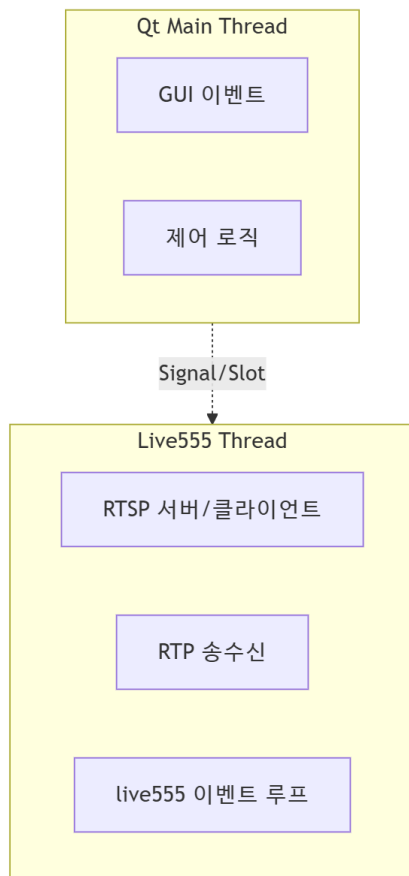 Qt Main Thread
GUI 이벤트
제어 로직
Signal/Slot
Live555 Thread
RTSP 서버/클라이언트
RTP 송수신
live555 이벤트 루프